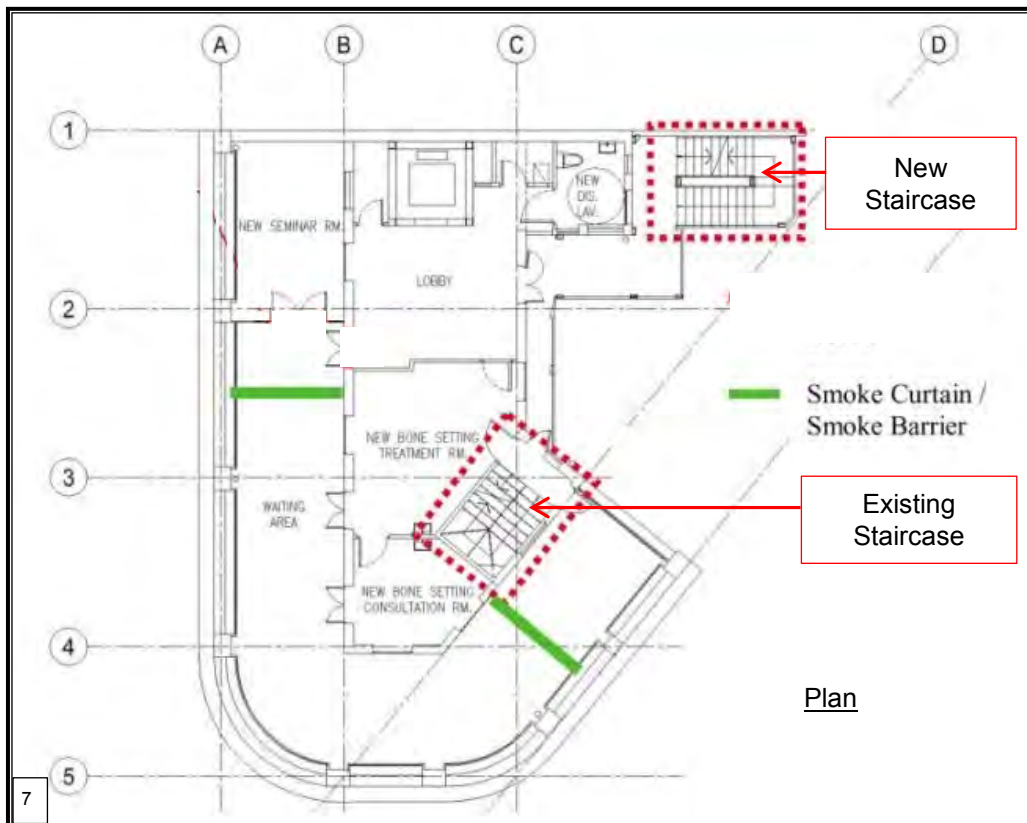 A
B
C
D
1
New
Staircase
NEW
DIS.
LAV.
NEW SEMINAR RM.
LOBBY
2
Smoke Curtain /
Smoke Barrier
NEW BONE SETTING
TREATMENT RM.
3
WAITING
AREA
Existing
Staircase
NEW BONE SETTING
CONSULTATION RM.
4
Plan
5
7